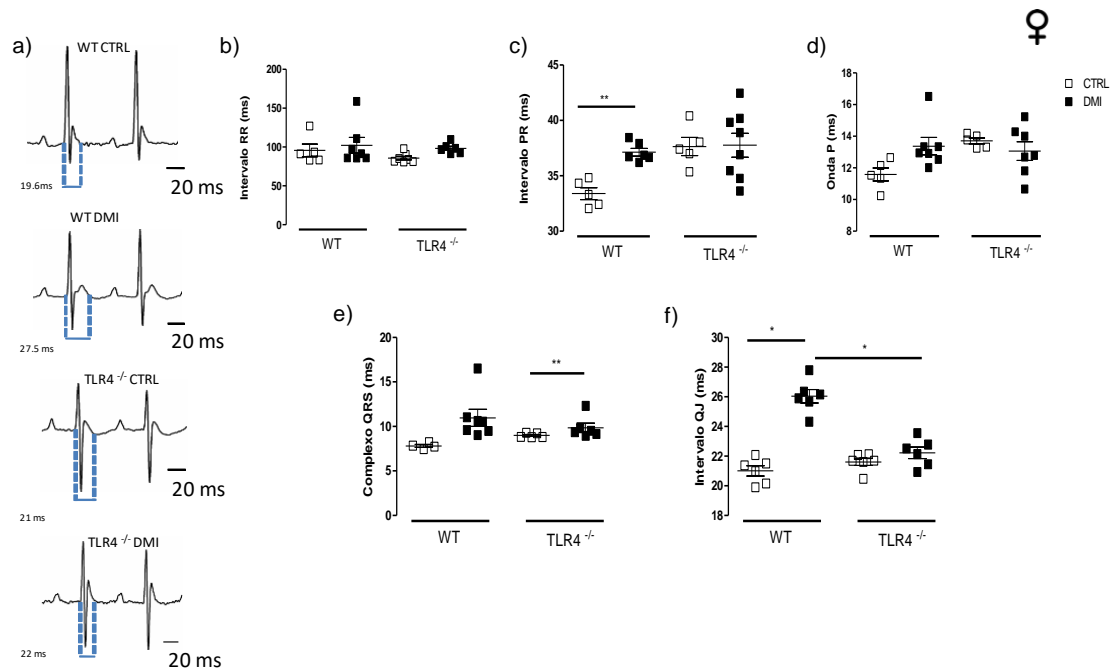 a)
WT CTRL
19.6ms
20 ms
WT DMI
27.5 ms
20 ms
TLR4 -/- CTRL
21 ms
20 ms
TLR4 -/- DMI
22 ms
20 ms
b)
Intervalo RR (ms)
200
150
100
50
0
WT
TLR4 -/-
c)
Intervalo PR (ms)
45
40
35
30
**
WT
TLR4 -/-
d)
Onda P (ms)
18
16
14
12
10
8
WT
TLR4 -/-
♀
CTRL
DMI
e)
Complexo QRS (ms)
20
15
10
5
0
**
WT
TLR4 -/-
f)
Intervalo QJ (ms)
30
28
26
24
22
20
18
*
*
WT
TLR4 -/-